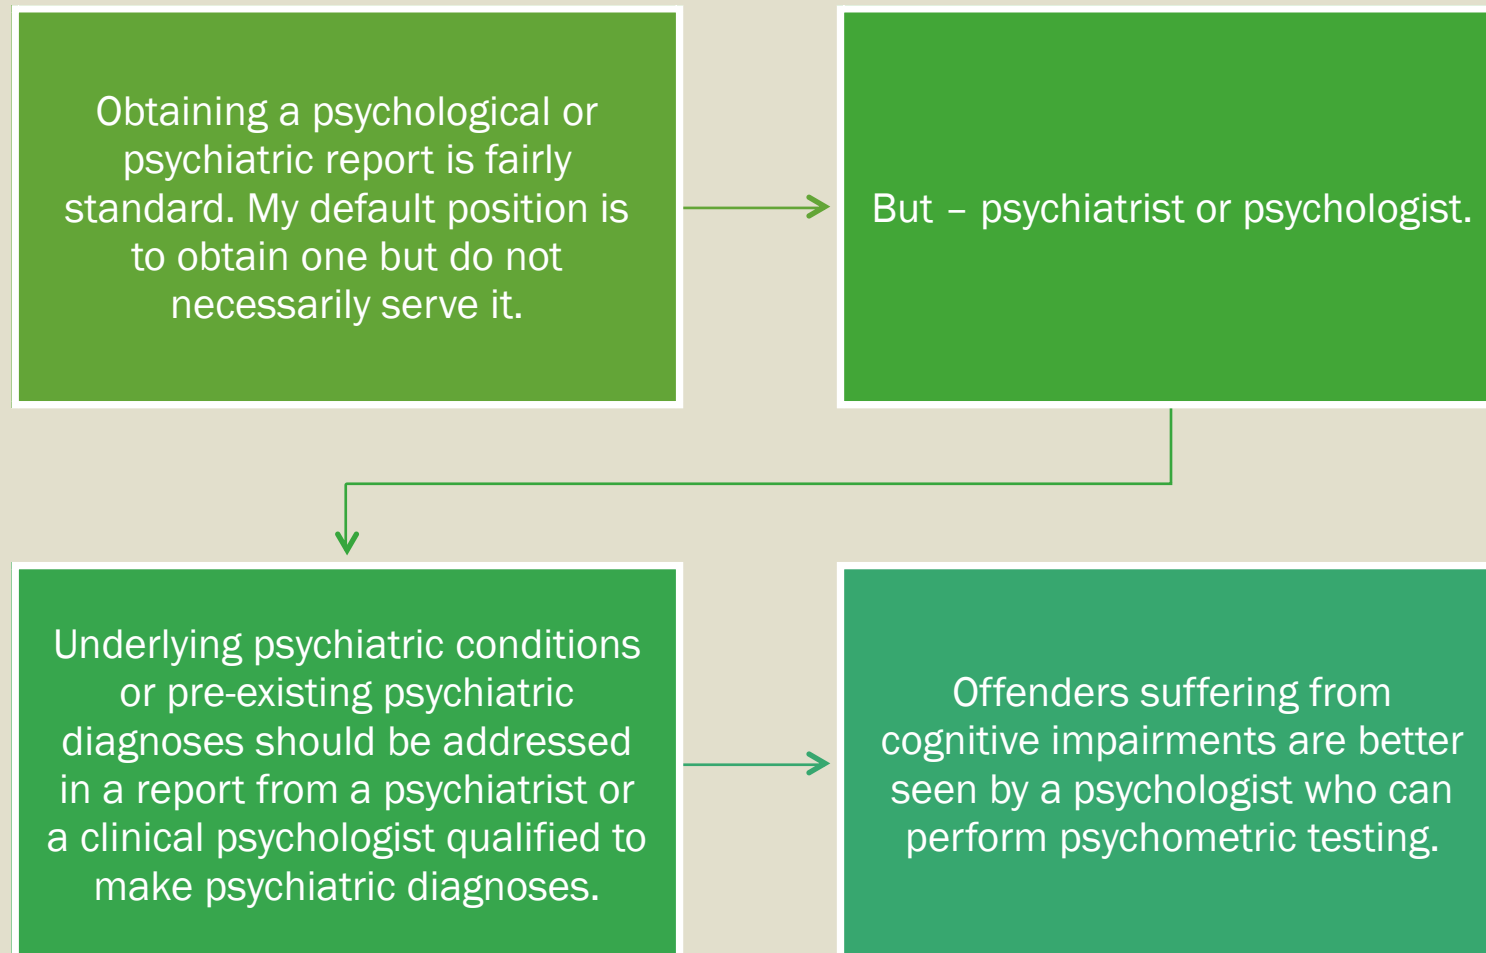 Obtaining a psychological or
psychiatric report is fairly
standard. My default position is
to obtain one but do not
necessarily serve it.
But – psychiatrist or psychologist.
Underlying psychiatric conditions
or pre-existing psychiatric
diagnoses should be addressed
in a report from a psychiatrist or
a clinical psychologist qualified to
make psychiatric diagnoses.
Offenders suffering from
cognitive impairments are better
seen by a psychologist who can
perform psychometric testing.